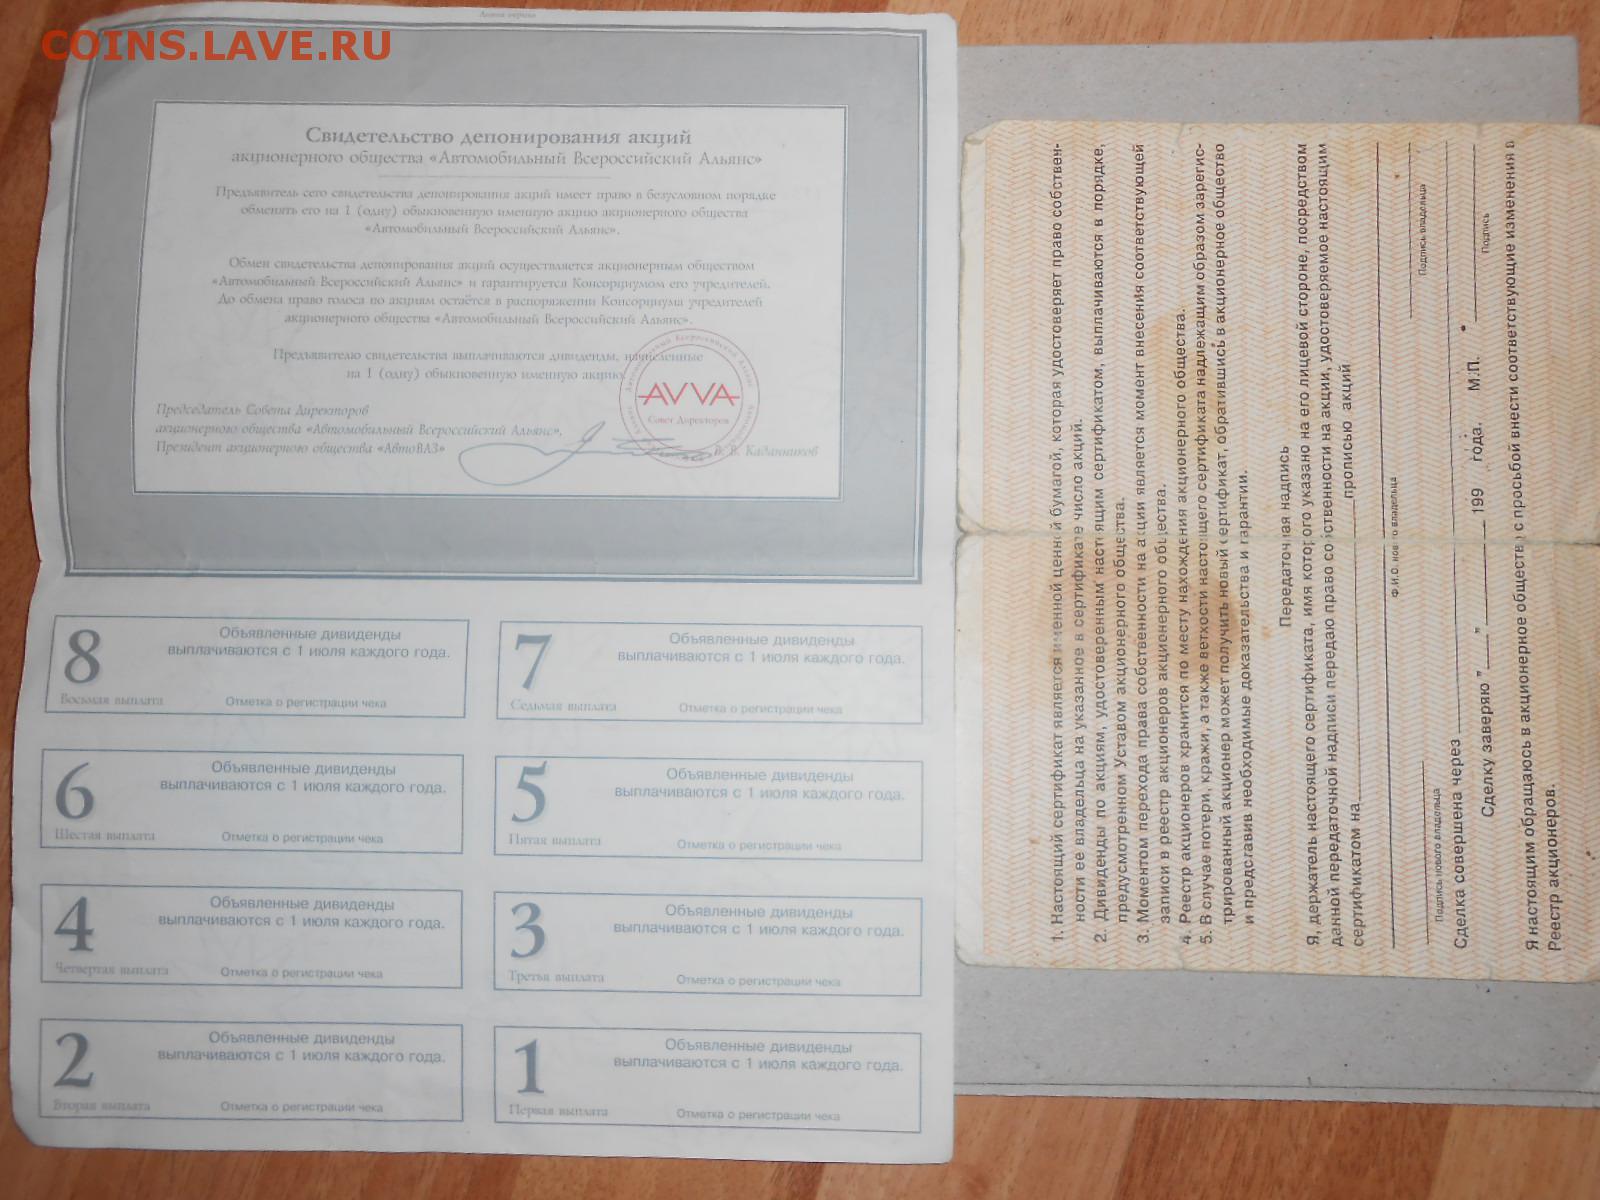 COINS.LAVE.RU
Линия отреза
Свидетельство депонирования акций
акционерного общества «Автомобильный Всероссийский Альянс»
Предъявитель сего свидетельства депонирования акций имеет право в безусловном порядке
обменять его на 1 (одну) обыкновенную именную акцию акционерного общества
«Автомобильный Всероссийский Альянс».
Обмен свидетельства депонирования акций осуществляется акционерным обществом
«Автомобильный Всероссийский Альянс» и гарантируется Консорциумом его учредителей.
До обмена право голоса по акциям остаётся в распоряжении Консорциума учредителей
акционерного общества «Автомобильный Всероссийский Альянс».
Предъявителю свидетельства выплачиваются дивиденды, начисленные
на 1 (одну) обыкновенную именную акцию.
Автомобильный Всероссийский Альянс
AVVA
Совет Директоров
Председатель Совета Директоров
акционерного общества «Автомобильный Всероссийский Альянс»,
Президент акционерного общества «АвтоВАЗ»
В. В. Каданников
8
Объявленные дивиденды
выплачиваются с 1 июля каждого года.
Восьмая выплата
Отметка о регистрации чека
7
Объявленные дивиденды
выплачиваются с 1 июля каждого года.
Седьмая выплата
Отметка о регистрации чека
6
Объявленные дивиденды
выплачиваются с 1 июля каждого года.
Шестая выплата
Отметка о регистрации чека
5
Объявленные дивиденды
выплачиваются с 1 июля каждого года.
Пятая выплата
Отметка о регистрации чека
4
Объявленные дивиденды
выплачиваются с 1 июля каждого года.
Четвертая выплата
Отметка о регистрации чека
3
Объявленные дивиденды
выплачиваются с 1 июля каждого года.
Третья выплата
Отметка о регистрации чека
2
Объявленные дивиденды
выплачиваются с 1 июля каждого года.
Вторая выплата
Отметка о регистрации чека
1
Объявленные дивиденды
выплачиваются с 1 июля каждого года.
Первая выплата
Отметка о регистрации чека
1. Настоящий сертификат является именной ценной бумагой, которая удостоверяет право собствен-
ности ее владельца на указанное в сертификате число акций.
2. Дивиденды по акциям, удостоверенным настоящим сертификатом, выплачиваются в порядке,
предусмотренном Уставом акционерного общества.
3. Моментом перехода права собственности на акции является момент внесения соответствующей
записи в реестр акционеров акционерного общества.
4. Реестр акционеров хранится по месту нахождения акционерного общества.
5. В случае потери, кражи, а также ветхости настоящего сертификата надлежащим образом зарегис-
трированный акционер может получить новый сертификат, обратившись в акционерное общество
и представив необходимые доказательства и гарантии.
Передаточная надпись
Я, держатель настоящего сертификата, имя которого указано на его лицевой стороне, посредством
данной передаточной надписи передаю право собственности на акции, удостоверяемое настоящим
сертификатом на прописью акций
Ф.И.О. нового владельца
Подпись нового владельца Подпись владельца
Сделка совершена через
Сделку заверяю " " 199 года. М.П.
Подпись
Я настоящим обращаюсь в акционерное общество с просьбой внести соответствующие изменения в
Реестр акционеров.